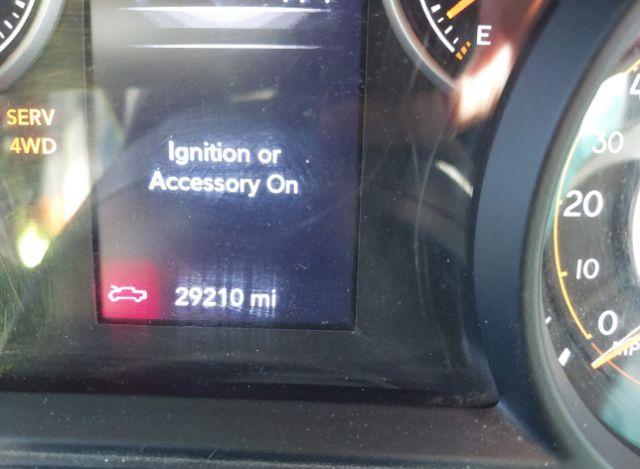 E
SERV
4WD
Ignition or
Accessory On
29210 mi
30
20
10
0